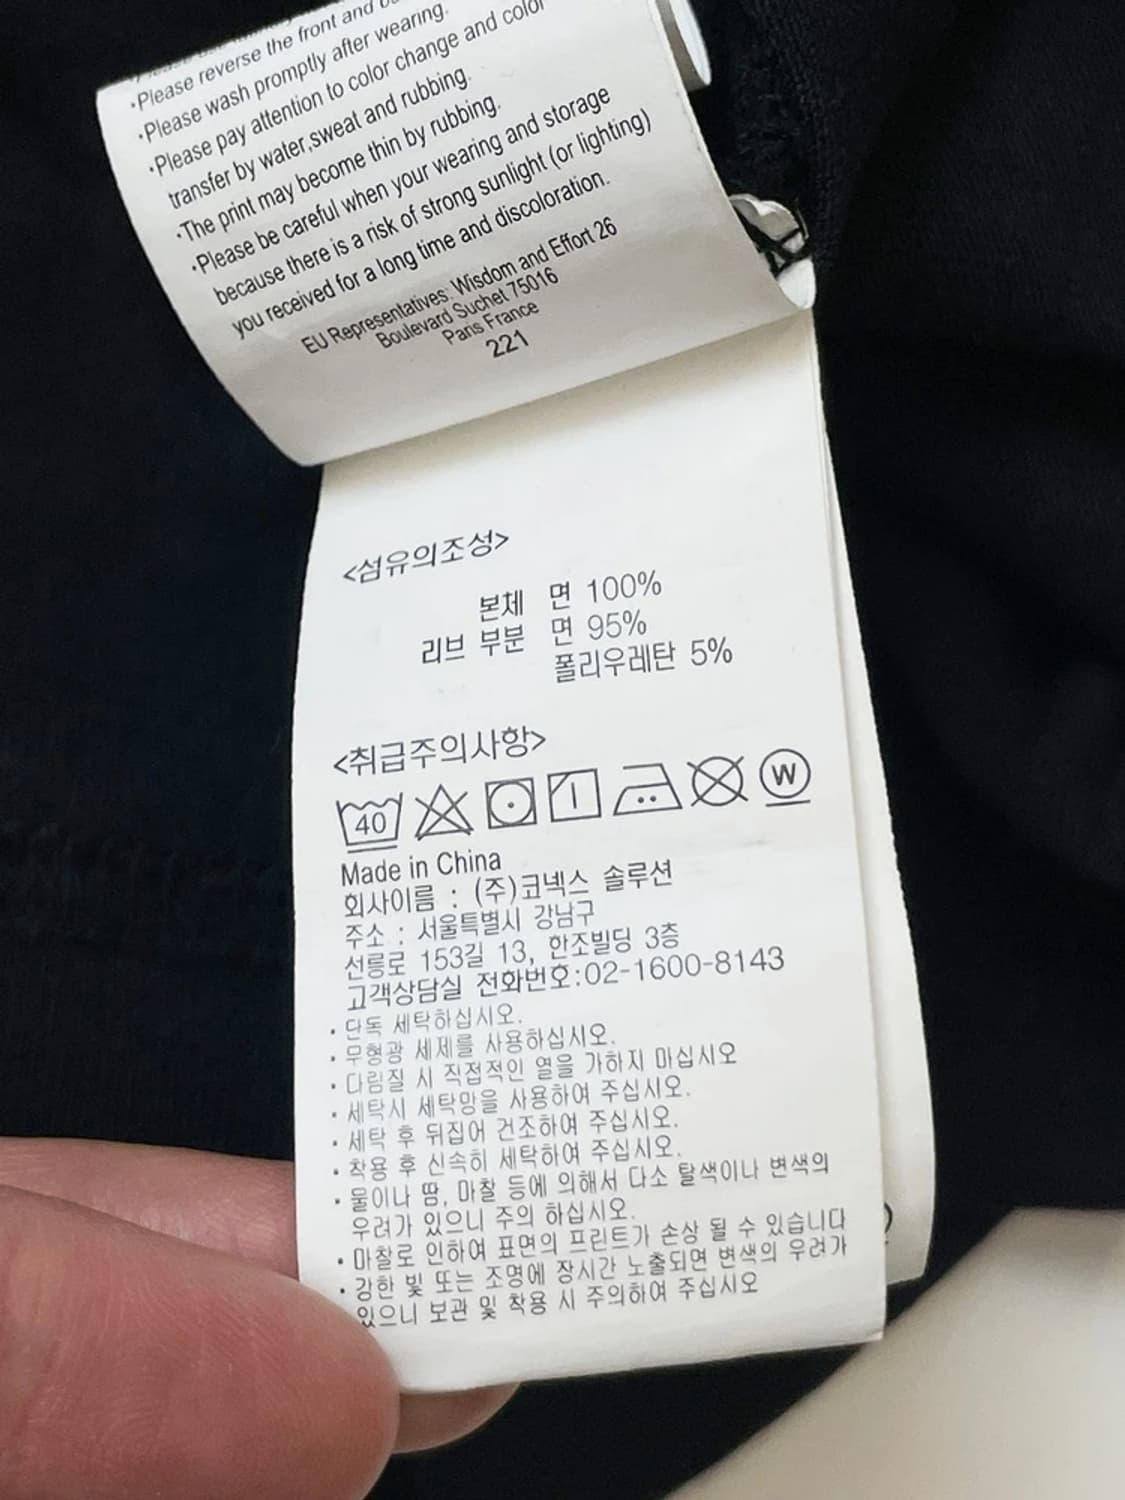 ·Please reverse the front and
·Please wash promptly after wearing.
·Please pay attention to color change and color
transfer by water,sweat and rubbing.
·The print may become thin by rubbing.
·Please be careful when your wearing and storage
because there is a risk of strong sunlight (or lighting)
you received for a long time and discoloration.
EU Representatives: Wisdom and Effort 26
Boulevard Suchet 75016
Paris France
221
<섬유의조성>
본체 면 100%
리브 부분 면 95%
폴리우레탄 5%
<취급주의사항>
40 W
Made in China
회사이름 : (주)코넥스 솔루션
주소 : 서울특별시 강남구
선릉로 153길 13, 한조빌딩 3층
고객상담실 전화번호:02-1600-8143
· 단독 세탁하십시오.
· 무형광 세제를 사용하십시오.
· 다림질 시 직접적인 열을 가하지 마십시오
· 세탁시 세탁망을 사용하여 주십시오.
· 세탁 후 뒤집어 건조하여 주십시오.
· 착용 후 신속히 세탁하여 주십시오.
· 물이나 땀, 마찰 등에 의해서 다소 탈색이나 변색의
우려가 있으니 주의 하십시오.
· 마찰로 인하여 표면의 프린트가 손상 될 수 있습니다
· 강한 빛 또는 조명에 장시간 노출되면 변색의 우려가
있으니 보관 및 착용 시 주의하여 주십시오